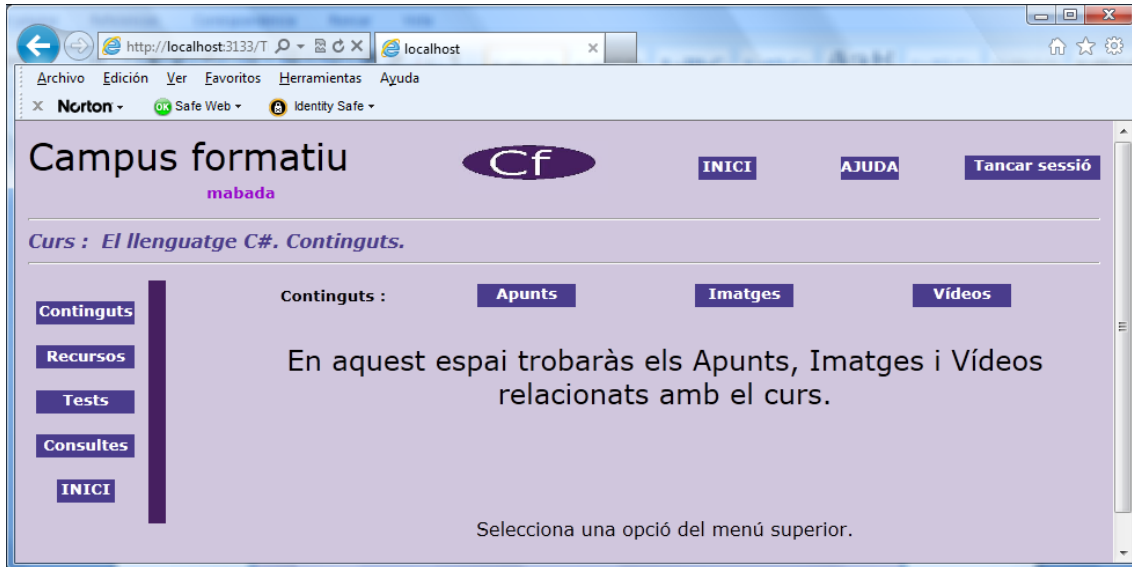 http://localhost:3133/T
localhost
Archivo Edición Ver Favoritos Herramientas Ayuda
Norton OK Safe Web Identity Safe
Campus formatiu
mabada
Cf
INICI
AJUDA
Tancar sessió
Curs : El llenguatge C#. Continguts.
Continguts
Recursos
Tests
Consultes
INICI
Continguts :
Apunts
Imatges
Vídeos
En aquest espai trobaràs els Apunts, Imatges i Vídeos
relacionats amb el curs.
Selecciona una opció del menú superior.